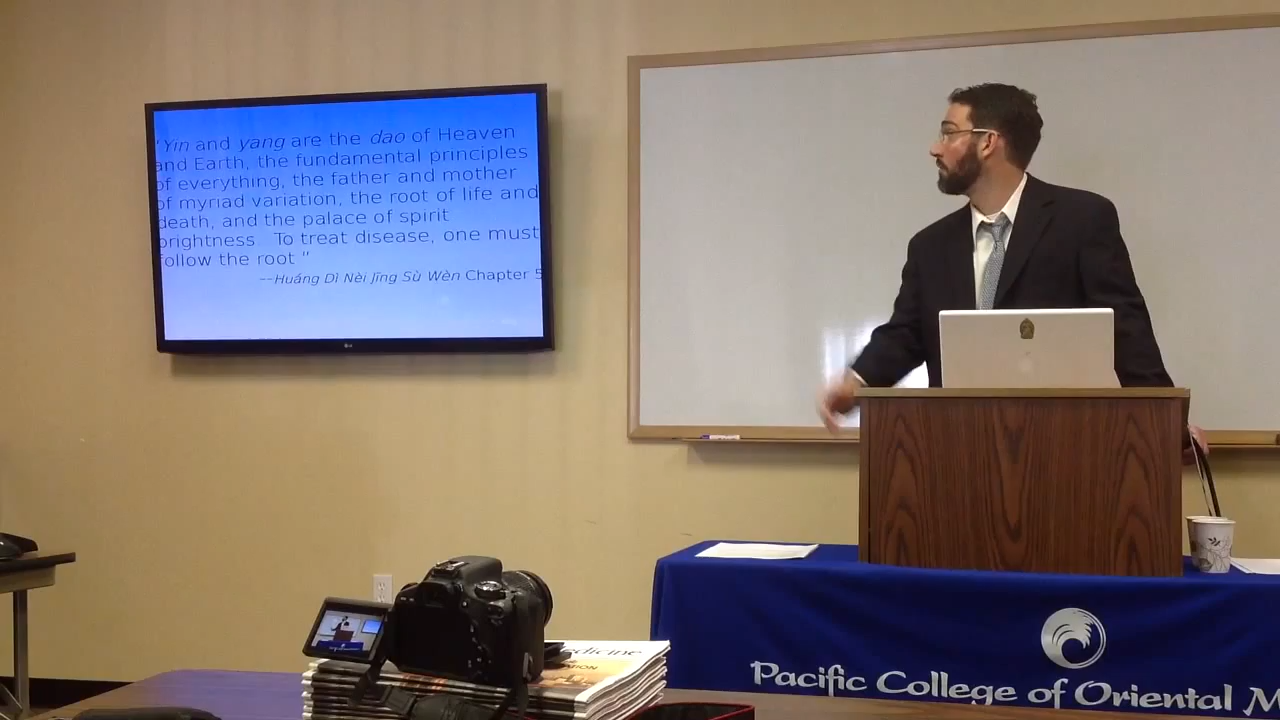 "Yin and yang are the dao of Heaven
and Earth, the fundamental principles
of everything, the father and mother
of myriad variation, the root of life and
death, and the palace of spirit
brightness. To treat disease, one must
follow the root "
--Huáng Dì Nèi Jīng Sù Wèn Chapter 5
LG
edicine
Pacific College of Oriental M